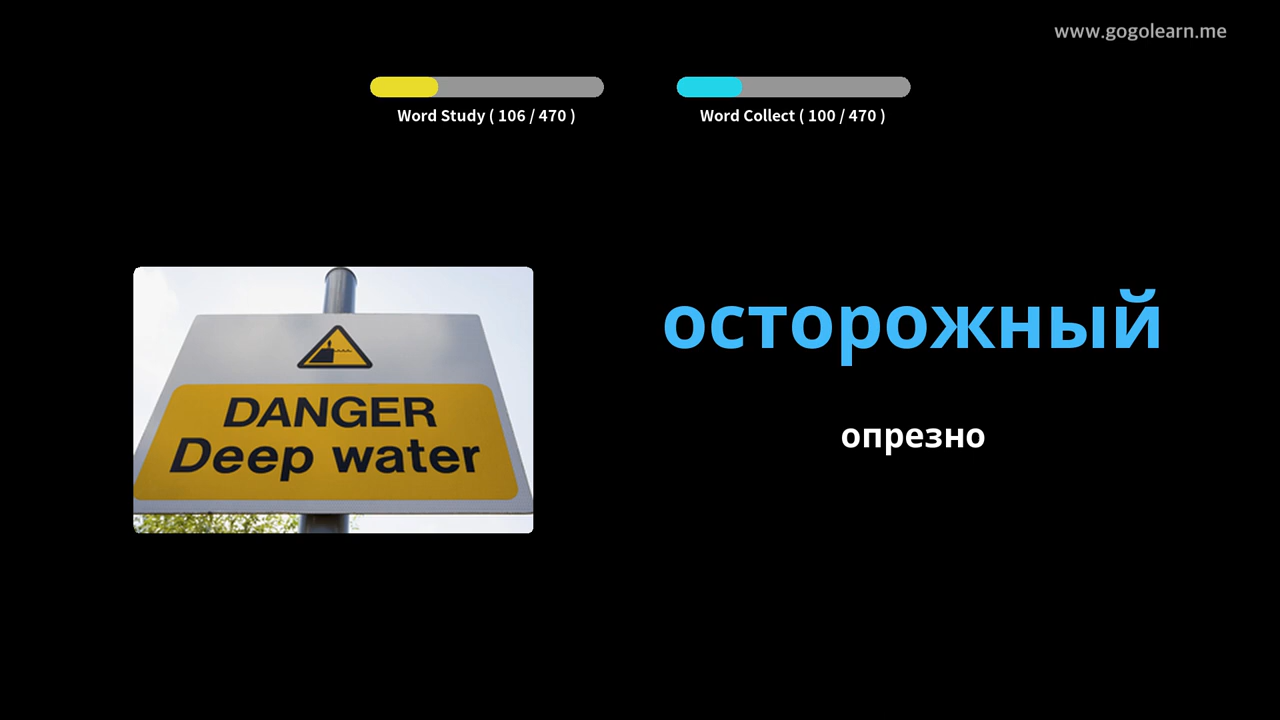 www.gogolearn.me
Word Study ( 106 / 470 )
Word Collect ( 100 / 470 )
DANGER
Deep water
осторожный
опрезно